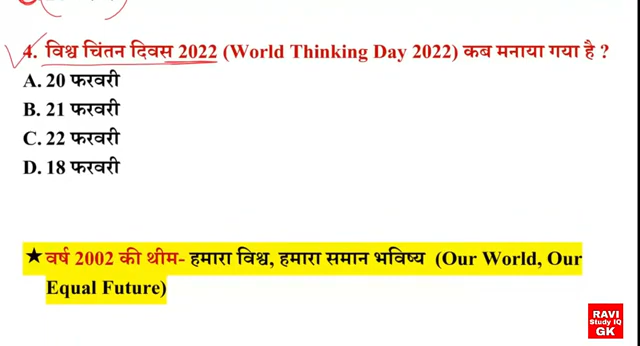 4. विश्व चिंतन दिवस 2022 (World Thinking Day 2022) कब मनाया गया है ?
A. 20 फरवरी
B. 21 फरवरी
C. 22 फरवरी
D. 18 फरवरी
★ वर्ष 2002 की थीम- हमारा विश्व, हमारा समान भविष्य (Our World, Our
Equal Future)
RAVI
Study IQ
GK